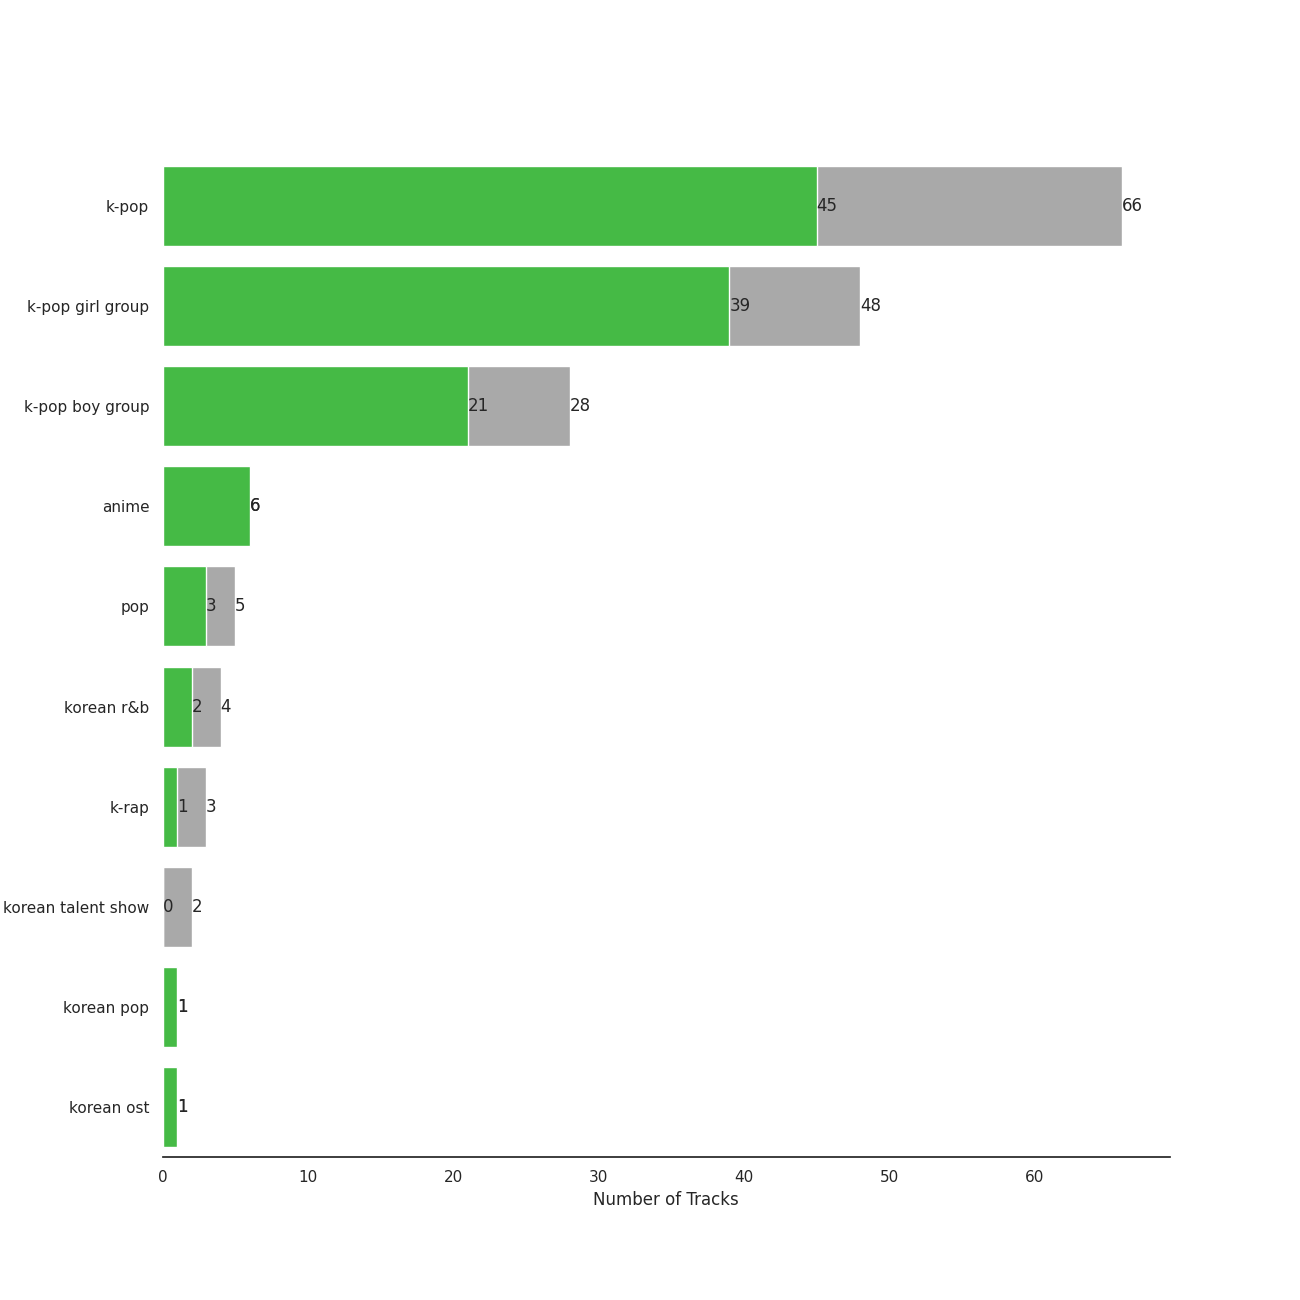 k-pop 45 66
k-pop girl group 39 48
k-pop boy group 21 28
anime 6
pop 3 5
korean r&b 2 4
k-rap 1 3
korean talent show 0 2
korean pop 1
korean ost 1
0 10 20 30 40 50 60
Number of Tracks